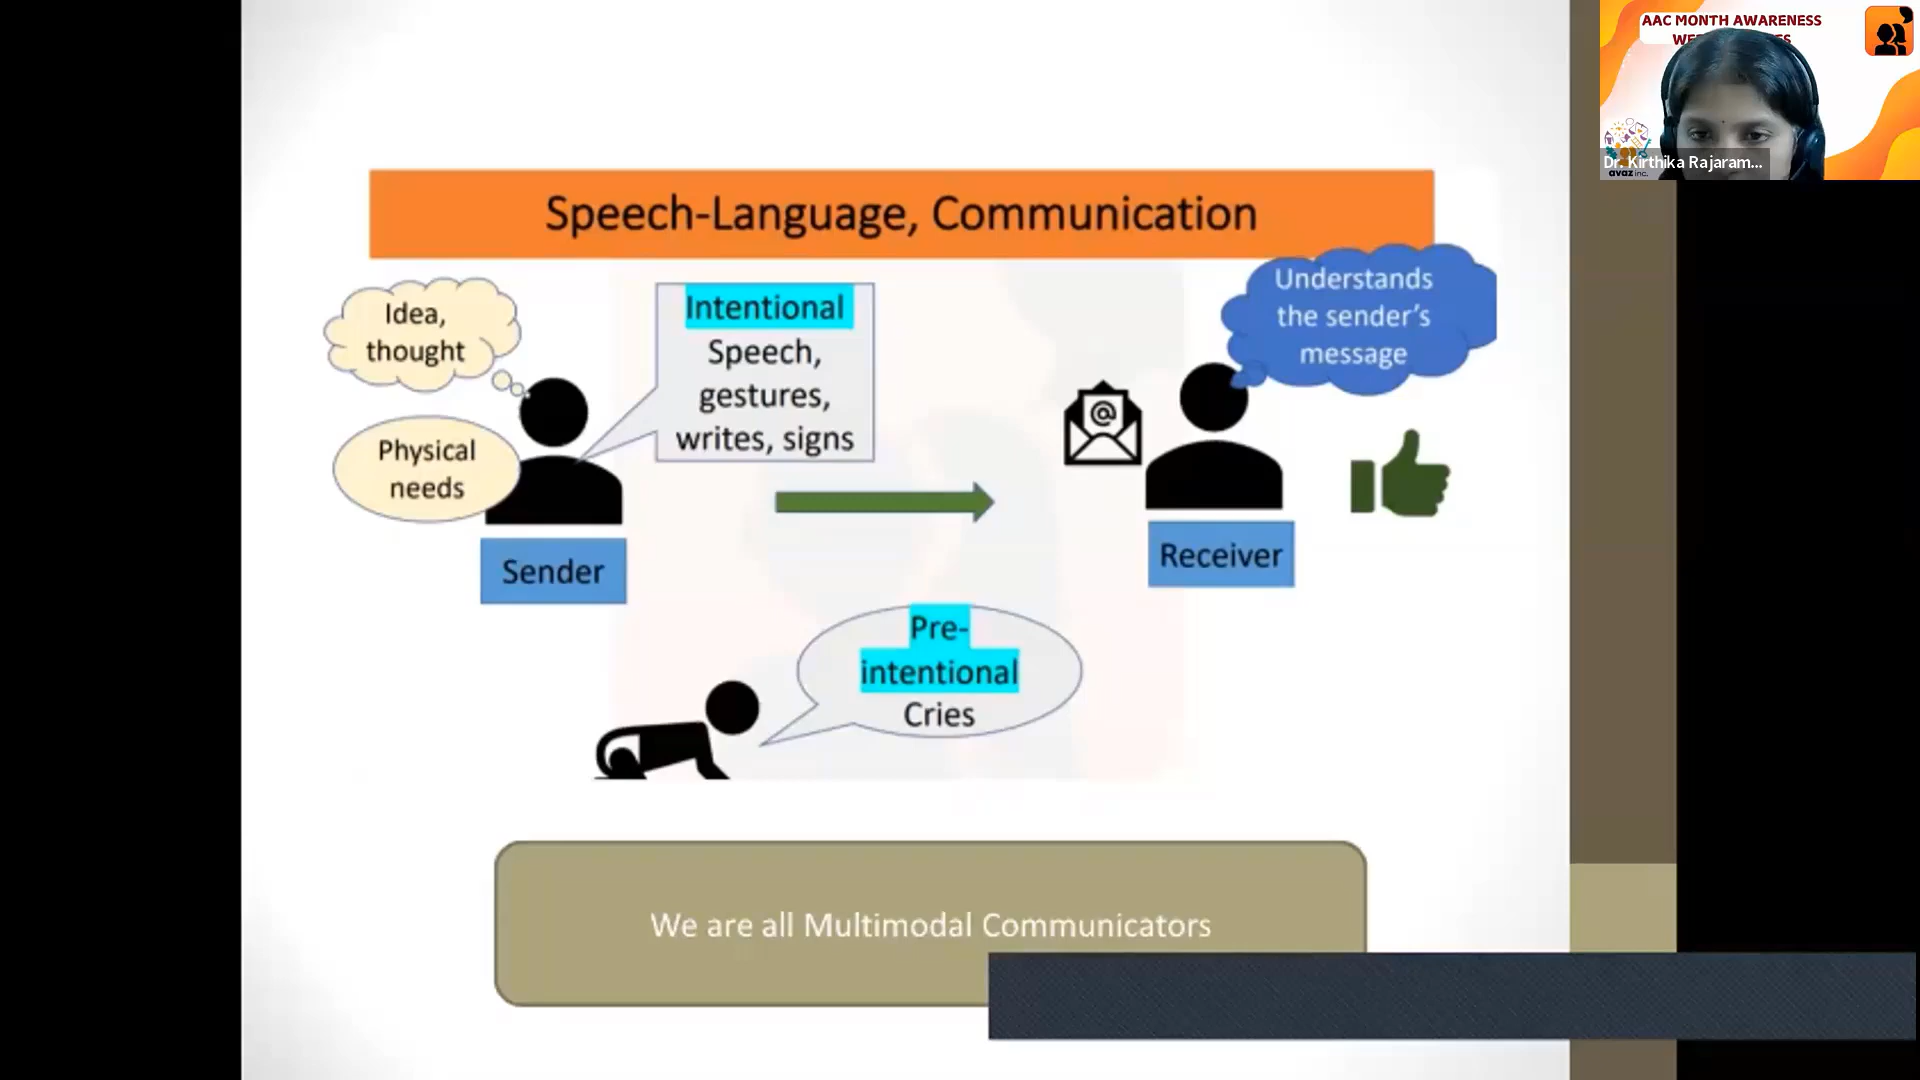 AAC MONTH AWARENESS
Dr. Kirthika Rajaram...
avaz inc.
Speech-Language, Communication
Idea,
thought
Physical
needs
Intentional
Speech,
gestures,
writes, signs
Understands
the sender's
message
@
Sender
Receiver
Pre-
intentional
Cries
We are all Multimodal Communicators